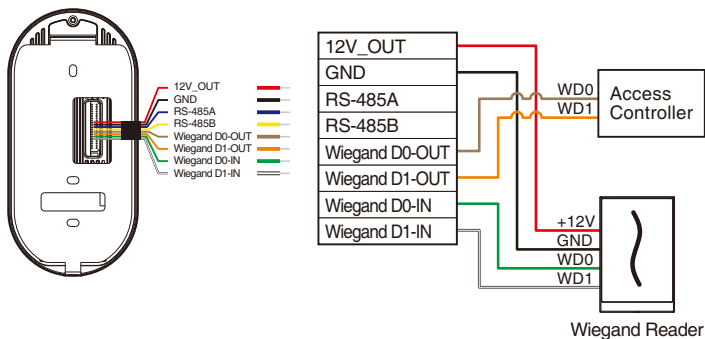 12V_OUT
GND
RS-485A
RS-485B
Wiegand D0-OUT
Wiegand D1-OUT
Wiegand D0-IN
Wiegand D1-IN
12V_OUT
GND
RS-485A
RS-485B
Wiegand D0-OUT
Wiegand D1-OUT
Wiegand D0-IN
Wiegand D1-IN
WD0
WD1
Access
Controller
+12V
GND
WD0
WD1
Wiegand Reader